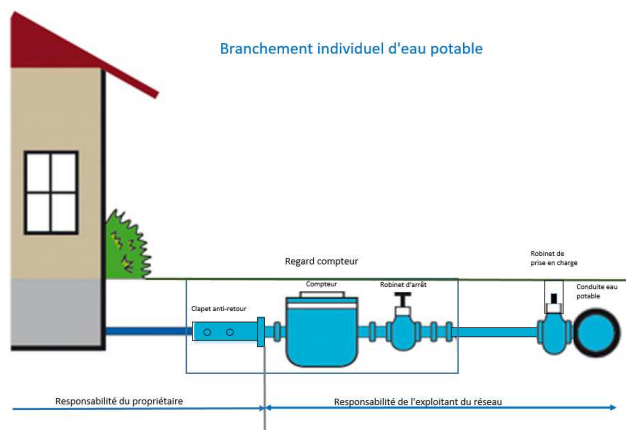 Branchement individuel d'eau potable
Regard compteur
Robinet de
prise en charge
Clapet anti-retour
Compteur
Robinet d'arrêt
Conduite eau
potable
Responsabilité du propriétaire
Responsabilité de l'exploitant du réseau